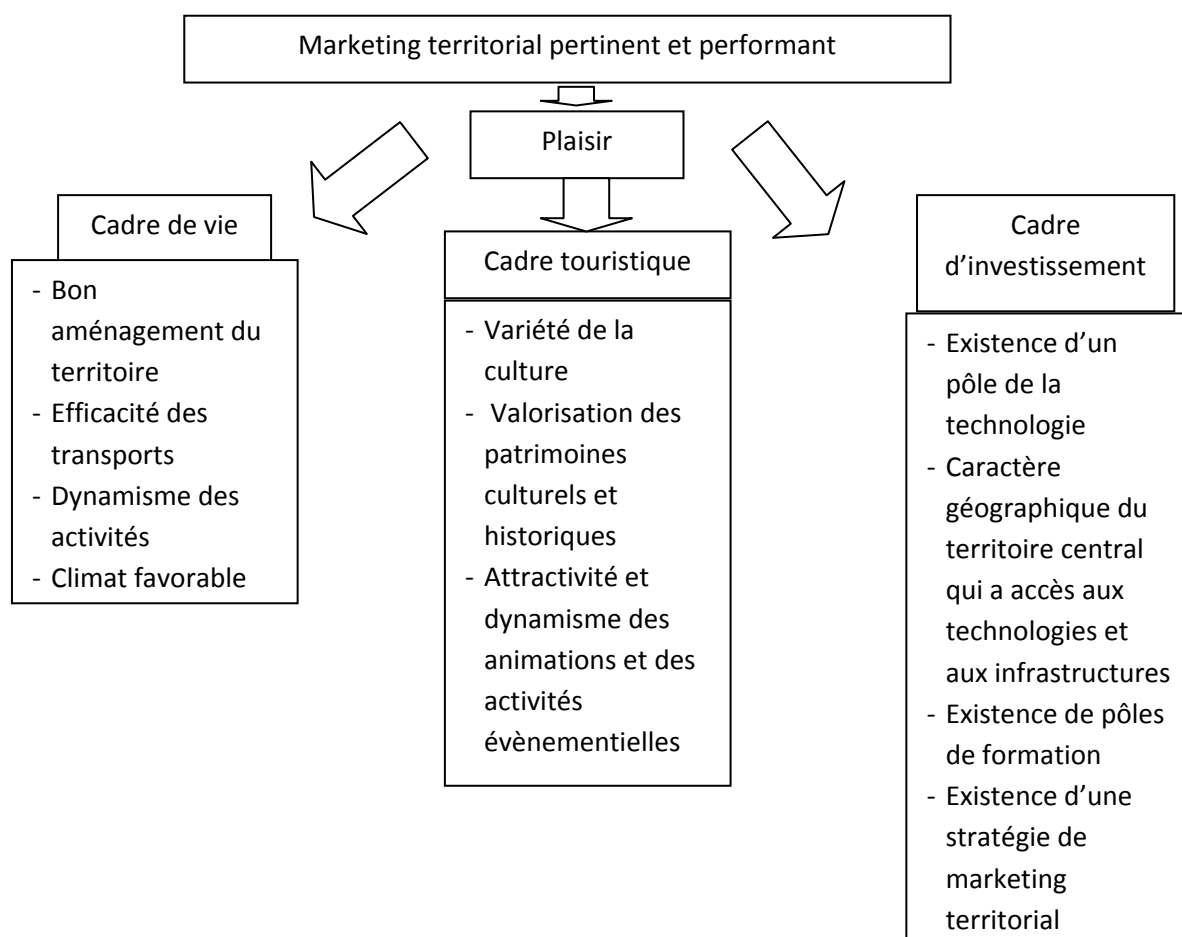 Marketing territorial pertinent et performant
Plaisir
Cadre de vie
- Bon
aménagement du
territoire
- Efficacité des
transports
- Dynamisme des
activités
- Climat favorable
Cadre touristique
- Variété de la
culture
- Valorisation des
patrimoines
culturels et
historiques
- Attractivité et
dynamisme des
animations et des
activités
évènementielles
Cadre
d’investissement
- Existence d’un
pôle de la
technologie
- Caractère
géographique du
territoire central
qui a accès aux
technologies et
aux infrastructures
- Existence de pôles
de formation
- Existence d’une
stratégie de
marketing
territorial